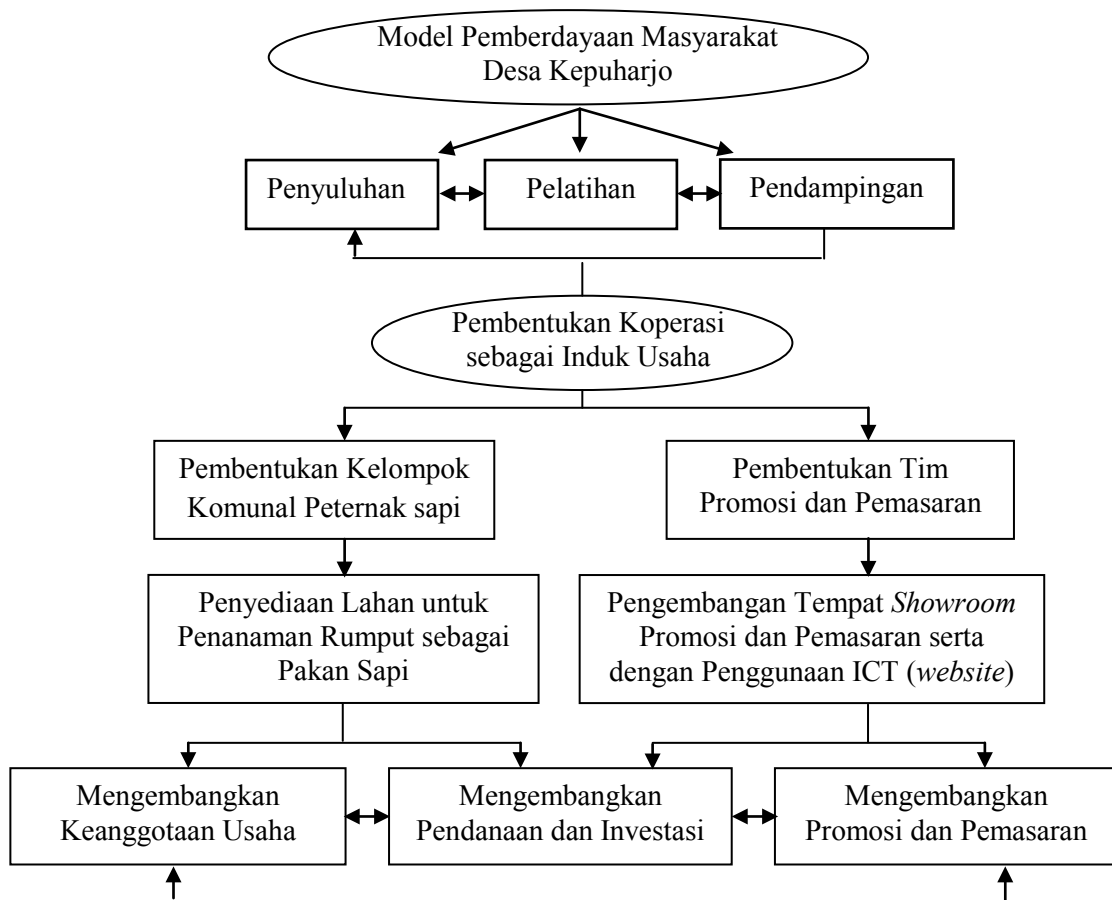 Model Pemberdayaan Masyarakat
Desa Kepuharjo
Penyuluhan
Pelatihan
Pendampingan
Pembentukan Koperasi
sebagai Induk Usaha
Pembentukan Kelompok
Komunal Peternak sapi
Pembentukan Tim
Promosi dan Pemasaran
Penyediaan Lahan untuk
Penanaman Rumput sebagai
Pakan Sapi
Pengembangan Tempat Showroom
Promosi dan Pemasaran serta
dengan Penggunaan ICT (website)
Mengembangkan
Keanggotaan Usaha
Mengembangkan
Pendanaan dan Investasi
Mengembangkan
Promosi dan Pemasaran